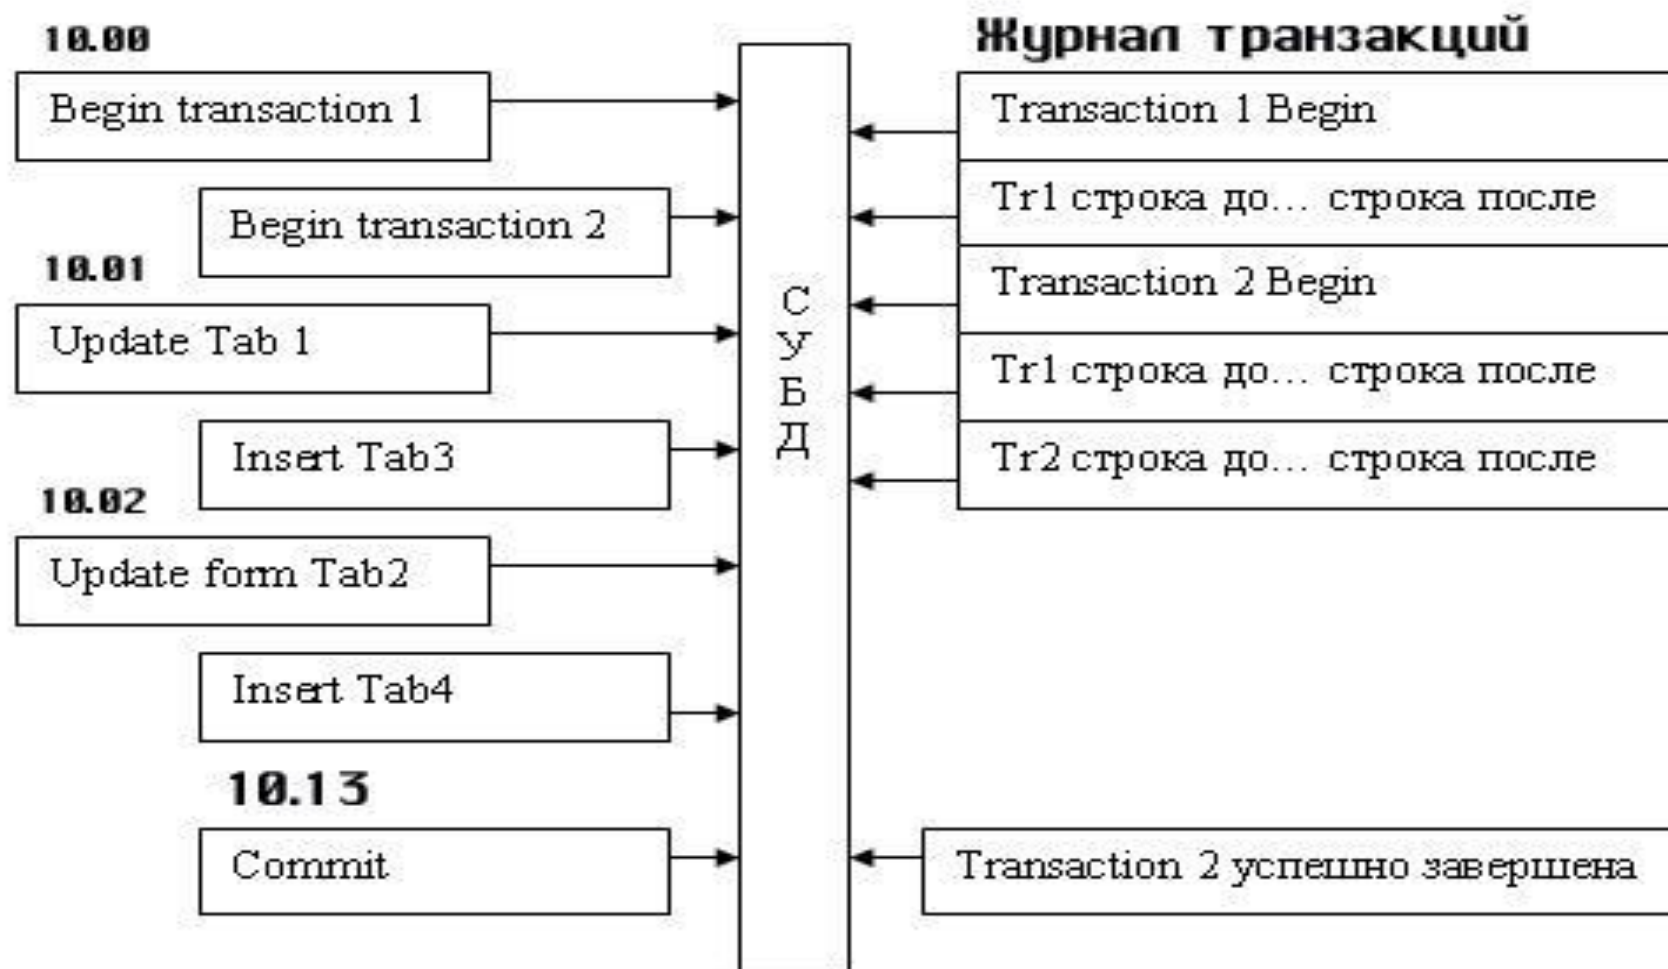 10.00
Begin transaction 1
Begin transaction 2
10.01
Update Tab 1
Insert Tab3
10.02
Update form Tab2
Insert Tab4
10.13
Commit
С
У
Б
Д
Журнал транзакций
Transaction 1 Begin
Tr1 строка до... строка после
Transaction 2 Begin
Tr1 строка до... строка после
Tr2 строка до... строка после
Transaction 2 успешно завершена